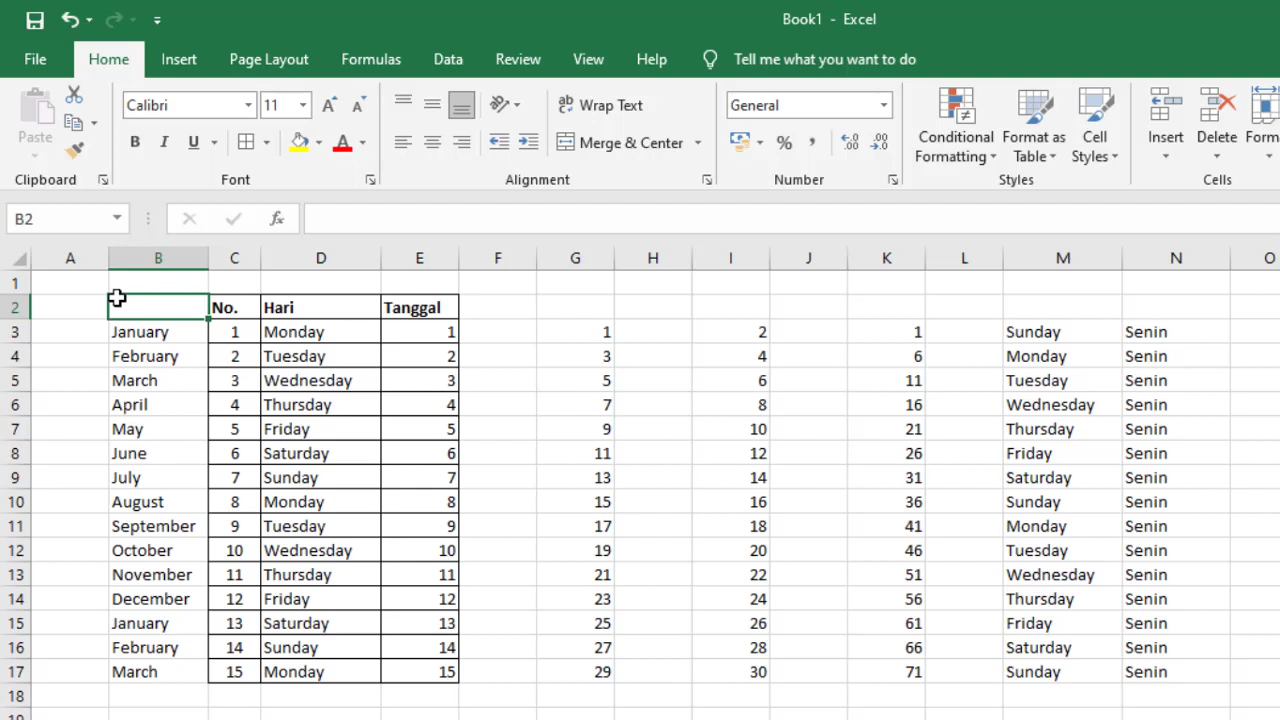 Book1 - Excel
File Home Insert Page Layout Formulas Data Review View Help Tell me what you want to do
Calibri 11 Wrap Text General
Paste B I U A Merge & Center % , Conditional Formatting Format as Table Cell Styles Insert Delete Form
Clipboard Font Alignment Number Styles Cells
B2 fx
A B C D E F G H I J K L M N O
1
2 No. Hari Tanggal
3 January 1 Monday 1 1 2 1 Sunday Senin
4 February 2 Tuesday 2 3 4 6 Monday Senin
5 March 3 Wednesday 3 5 6 11 Tuesday Senin
6 April 4 Thursday 4 7 8 16 Wednesday Senin
7 May 5 Friday 5 9 10 21 Thursday Senin
8 June 6 Saturday 6 11 12 26 Friday Senin
9 July 7 Sunday 7 13 14 31 Saturday Senin
10 August 8 Monday 8 15 16 36 Sunday Senin
11 September 9 Tuesday 9 17 18 41 Monday Senin
12 October 10 Wednesday 10 19 20 46 Tuesday Senin
13 November 11 Thursday 11 21 22 51 Wednesday Senin
14 December 12 Friday 12 23 24 56 Thursday Senin
15 January 13 Saturday 13 25 26 61 Friday Senin
16 February 14 Sunday 14 27 28 66 Saturday Senin
17 March 15 Monday 15 29 30 71 Sunday Senin
18